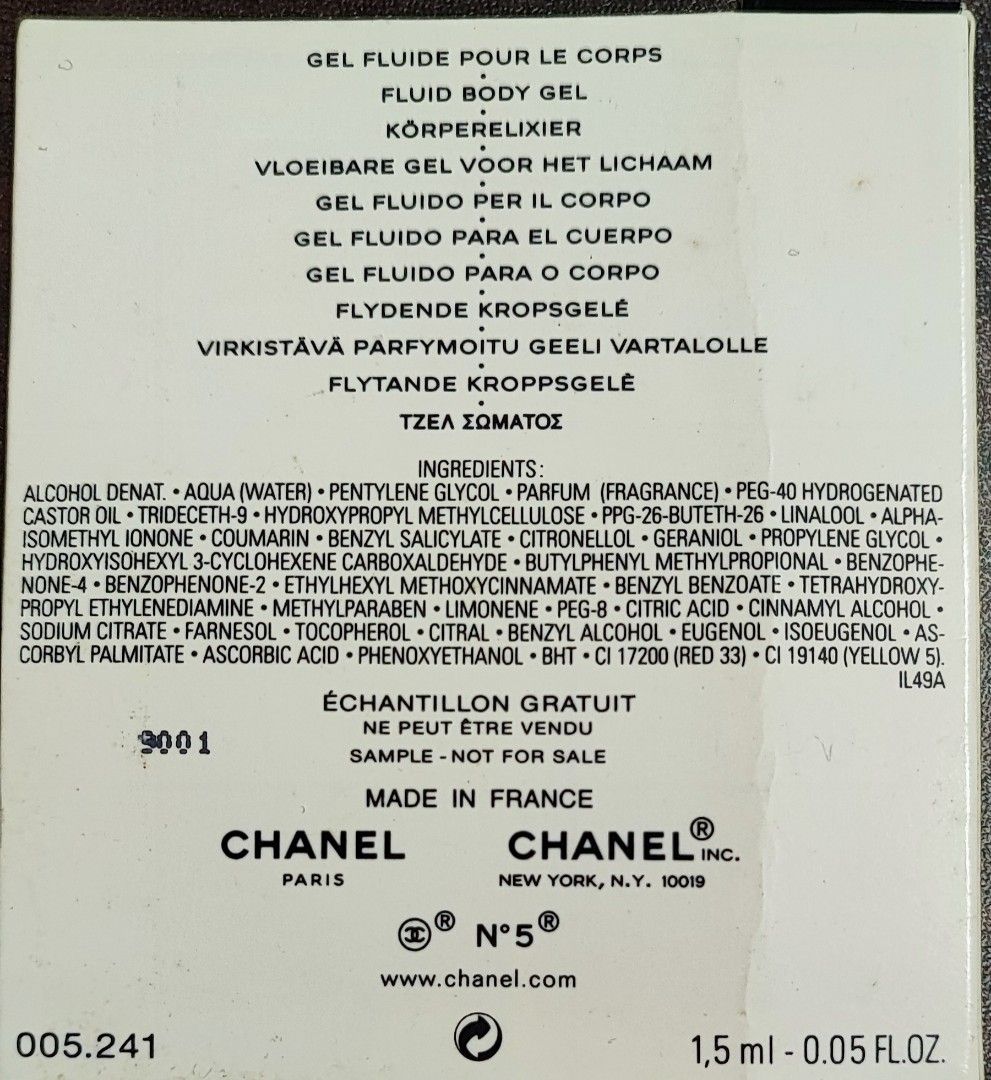 GEL FLUIDE POUR LE CORPS
•
FLUID BODY GEL
•
KÖRPERELIXIER
•
VLOEIBARE GEL VOOR HET LICHAAM
•
GEL FLUIDO PER IL CORPO
•
GEL FLUIDO PARA EL CUERPO
•
GEL FLUIDO PARA O CORPO
•
FLYDENDE KROPSGELÉ
•
VIRKISTÄVÄ PARFYMOITU GEELI VARTALOLLE
•
FLYTANDE KROPPSGELÈ
•
ΤΖΕΛ ΣΩΜΑΤΟΣ
INGREDIENTS:
ALCOHOL DENAT. • AQUA (WATER) • PENTYLENE GLYCOL • PARFUM (FRAGRANCE) • PEG-40 HYDROGENATED
CASTOR OIL • TRIDECETH-9 • HYDROXYPROPYL METHYLCELLULOSE • PPG-26-BUTETH-26 • LINALOOL • ALPHA-
ISOMETHYL IONONE • COUMARIN • BENZYL SALICYLATE • CITRONELLOL • GERANIOL • PROPYLENE GLYCOL •
HYDROXYISOHEXYL 3-CYCLOHEXENE CARBOXALDEHYDE • BUTYLPHENYL METHYLPROPIONAL • BENZOPHE-
NONE-4 • BENZOPHENONE-2 • ETHYLHEXYL METHOXYCINNAMATE • BENZYL BENZOATE • TETRAHYDROXY-
PROPYL ETHYLENEDIAMINE • METHYLPARABEN • LIMONENE • PEG-8 • CITRIC ACID • CINNAMYL ALCOHOL •
SODIUM CITRATE • FARNESOL • TOCOPHEROL • CITRAL • BENZYL ALCOHOL • EUGENOL • ISOEUGENOL • AS-
CORBYL PALMITATE • ASCORBIC ACID • PHENOXYETHANOL • BHT • CI 17200 (RED 33) • CI 19140 (YELLOW 5).
IL49A
ÉCHANTILLON GRATUIT
NE PEUT ÊTRE VENDU
9001
SAMPLE - NOT FOR SALE
MADE IN FRANCE
CHANEL CHANEL® INC.
PARIS NEW YORK, N.Y. 10019
® N°5®
www.chanel.com
005.241 1,5 ml - 0.05 FL.OZ.